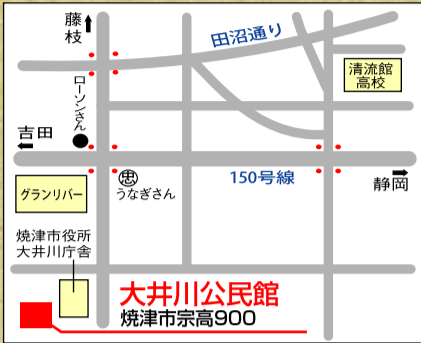 藤
枝
田沼通り
清流館
高校
ローソンさん
吉田
忠
うなぎさん
150号線
静岡
グランリバー
焼津市役所
大井川庁舎
大井川公民館
焼津市宗高900